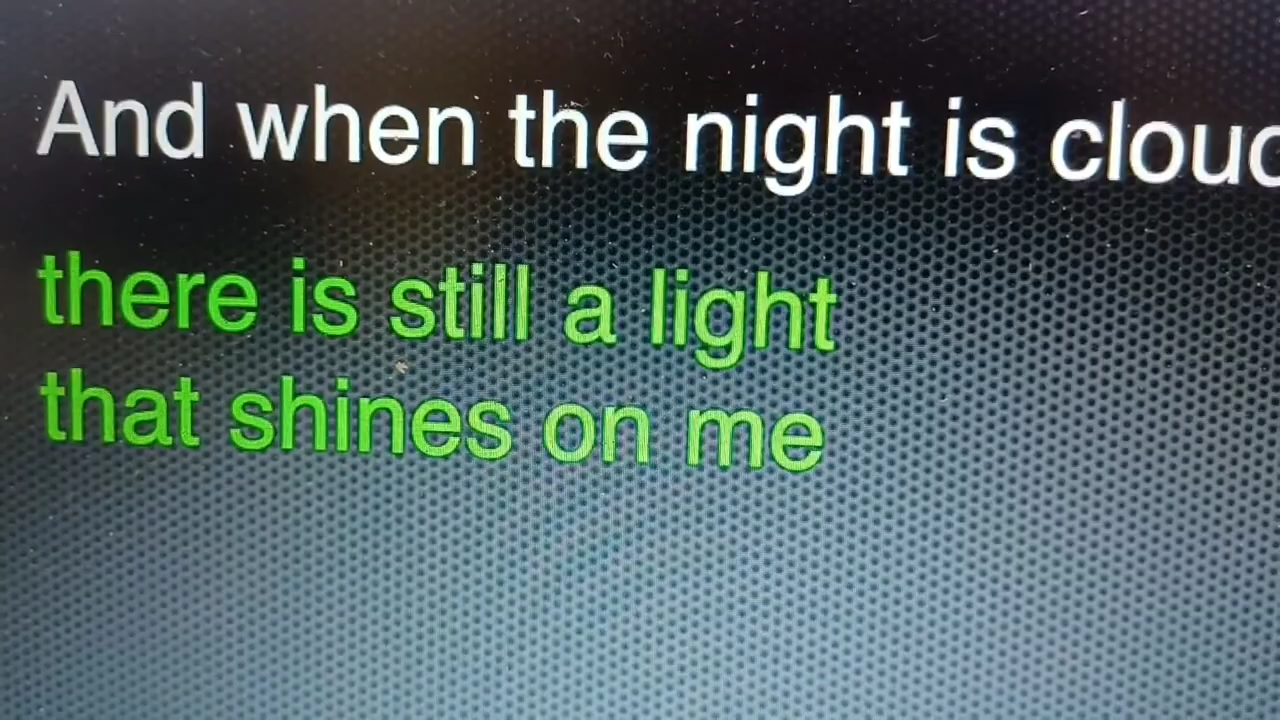 And when the night is
there is still a light
that shines on me